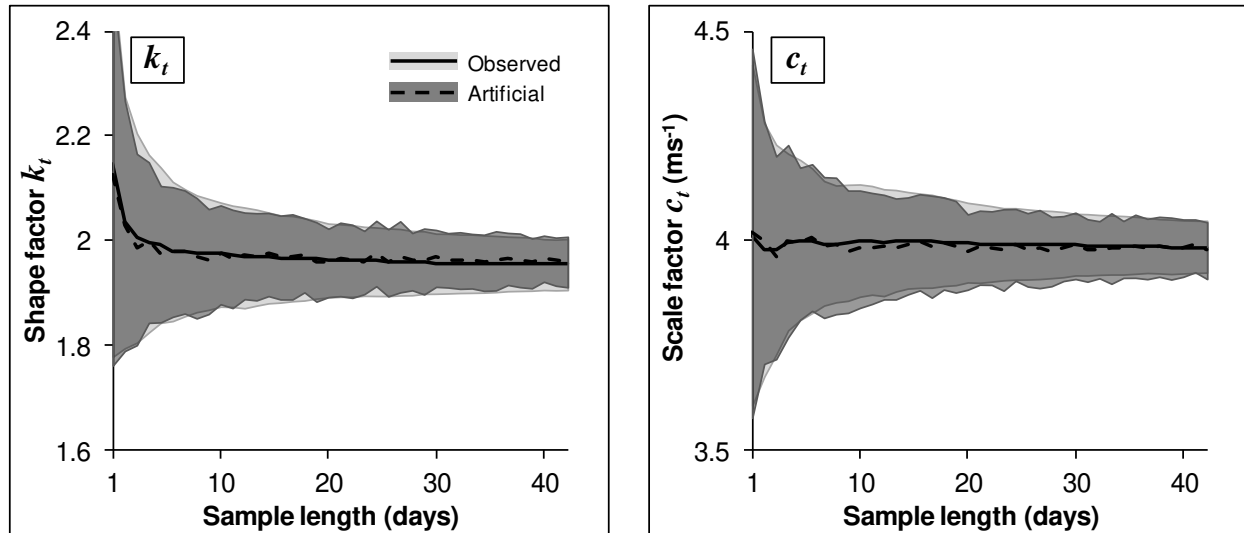 2.4
k_t
Observed
Artificial
2.2
2
1.8
1.6
Shape factor k_t
1 10 20 30 40
Sample length (days)
4.5
c_t
4
3.5
Scale factor c_t (ms⁻¹)
1 10 20 30 40
Sample length (days)